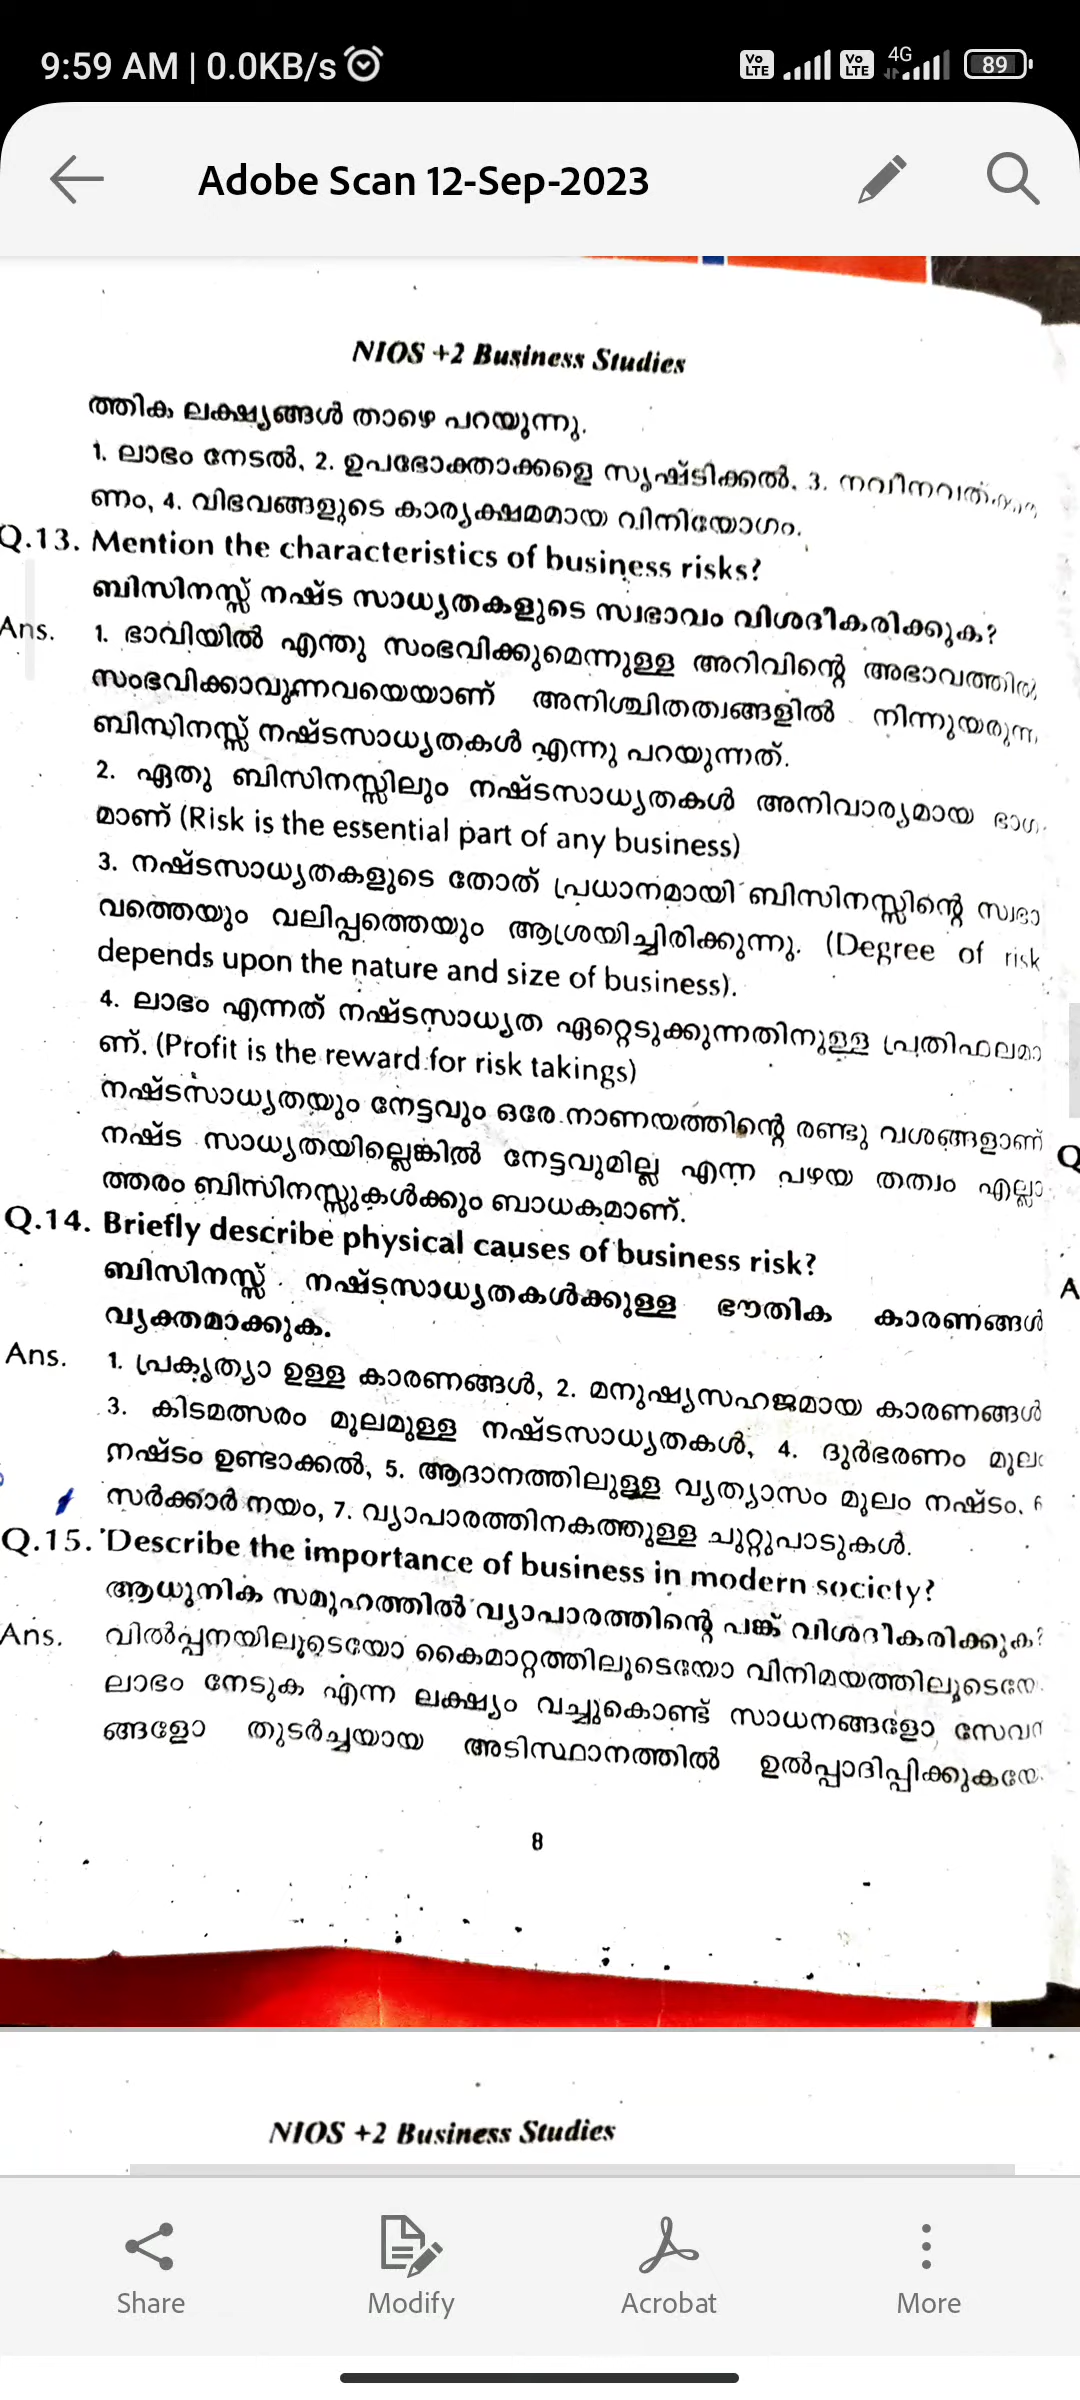 9:59 AM | 0.0KB/s
Vo LTE Vo LTE 4G 89
Adobe Scan 12-Sep-2023
NIOS +2 Business Studies
ത്തിക ലക്ഷ്യങ്ങൾ താഴെ പറയുന്നു.
1. ലാഭം നേടൽ, 2. ഉപഭോക്താക്കളെ സൃഷ്ടിക്കൽ, 3.
ണം, 4. വിഭവങ്ങളുടെ കാര്യക്ഷമമായ വിനിയോഗം.
Q.13. Mention the characteristics of business risks?
ബിസിനസ്സ് നഷ്ട സാധ്യതകളുടെ സ്വഭാവം വിശദീകരിക്കുക?
Ans. 1. ഭാവിയിൽ എന്തു സംഭവിക്കുമെന്നുള്ള അറിവിന്റെ അഭാവത്തിൽ
സംഭവിക്കാവുന്നവയെയാണ് അനിശ്ചിതത്വങ്ങളിൽ നിന്നുയരുന്ന
ബിസിനസ്സ് നഷ്ടസാധ്യതകൾ എന്നു പറയുന്നത്.
2. ഏതു ബിസിനസ്സിലും നഷ്ടസാധ്യതകൾ അനിവാര്യമായ ഭാഗ
മാണ് (Risk is the essential part of any business)
3. നഷ്ടസാധ്യതകളുടെ തോത് പ്രധാനമായി ബിസിനസ്സിന്റെ സ്വഭാ
വത്തെയും വലിപ്പത്തെയും ആശ്രയിച്ചിരിക്കുന്നു. (Degree of risk
depends upon the nature and size of business).
4. ലാഭം എന്നത് നഷ്ടസാധ്യത ഏറ്റെടുക്കുന്നതിനുള്ള പ്രതിഫലമാ
ണ്. (Profit is the reward for risk takings)
നഷ്ടസാധ്യതയും നേട്ടവും ഒരേ നാണയത്തിന്റെ രണ്ടു വശങ്ങളാണ്
നഷ്ട സാധ്യതയില്ലെങ്കിൽ നേട്ടവുമില്ല എന്ന പഴയ തത്വം എല്ലാ
ത്തരം ബിസിനസ്സുകൾക്കും ബാധകമാണ്.
Q.14. Briefly describe physical causes of business risk?
ബിസിനസ്സ് നഷ്ടസാധ്യതകൾക്കുള്ള ഭൗതിക കാരണങ്ങൾ
വ്യക്തമാക്കുക.
Ans. 1. പ്രകൃത്യാ ഉള്ള കാരണങ്ങൾ, 2. മനുഷ്യസഹജമായ കാരണങ്ങൾ
3. കിടമത്സരം മൂലമുള്ള നഷ്ടസാധ്യതകൾ, 4. ദുർഭരണം മൂലം
നഷ്ടം ഉണ്ടാക്കൽ, 5. ആദാനത്തിലുള്ള വ്യത്യാസം മൂലം നഷ്ടം. 6
സർക്കാർ നയം, 7. വ്യാപാരത്തിനകത്തുള്ള ചുറ്റുപാടുകൾ.
Q.15. Describe the importance of business in modern society?
ആധുനിക സമൂഹത്തിൽ വ്യാപാരത്തിന്റെ പങ്ക് വിശദീകരിക്കുക?
Ans. വിൽപ്പനയിലൂടെയോ കൈമാറ്റത്തിലൂടെയോ വിനിമയത്തിലൂടെയോ
ലാഭം നേടുക എന്ന ലക്ഷ്യം വച്ചുകൊണ്ട് സാധനങ്ങളോ സേവന
ങ്ങളോ തുടർച്ചയായ അടിസ്ഥാനത്തിൽ ഉൽപ്പാദിപ്പിക്കുകയോ
8
Q
A
NIOS +2 Business Studies
Share Modify Acrobat More